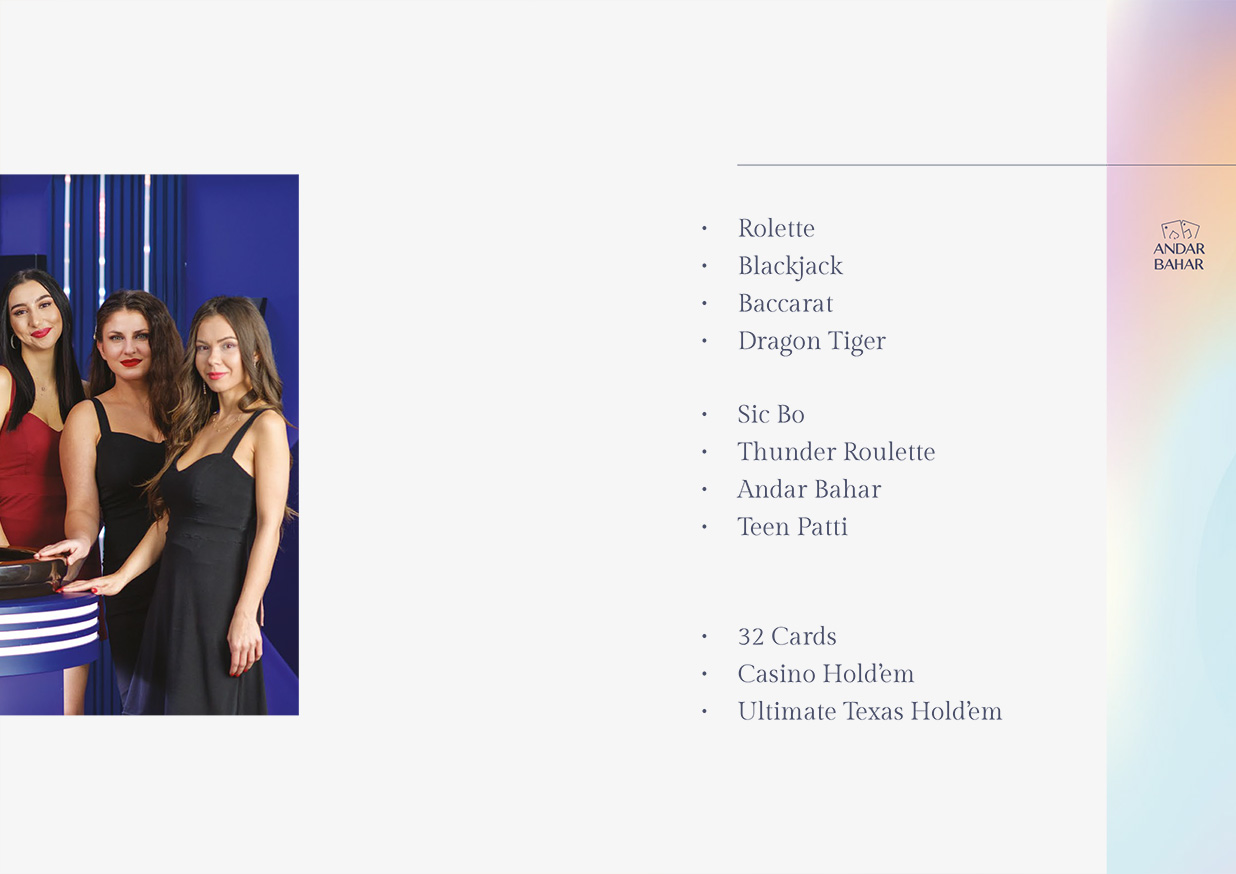 • Rolette
• Blackjack
• Baccarat
• Dragon Tiger
• Sic Bo
• Thunder Roulette
• Andar Bahar
• Teen Patti
• 32 Cards
• Casino Hold’em
• Ultimate Texas Hold’em
ANDAR
BAHAR